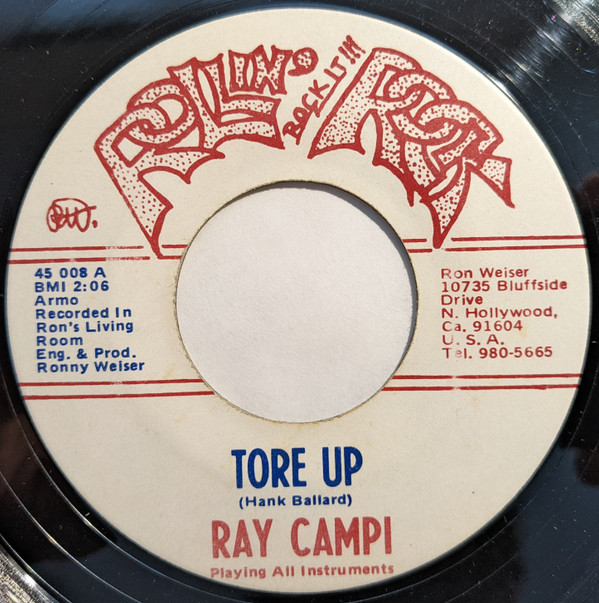 ROLLIN'
ROCK IT!!!
ROCK
RW.
45 008 A
BMI 2:06
Armo
Recorded In
Ron's Living
Room
Eng. & Prod.
Ronny Weiser
Ron Weiser
10735 Bluffside
Drive
N. Hollywood,
Ca. 91604
U. S. A.
Tel. 980-5665
TORE UP
(Hank Ballard)
RAY CAMPI
Playing All Instruments